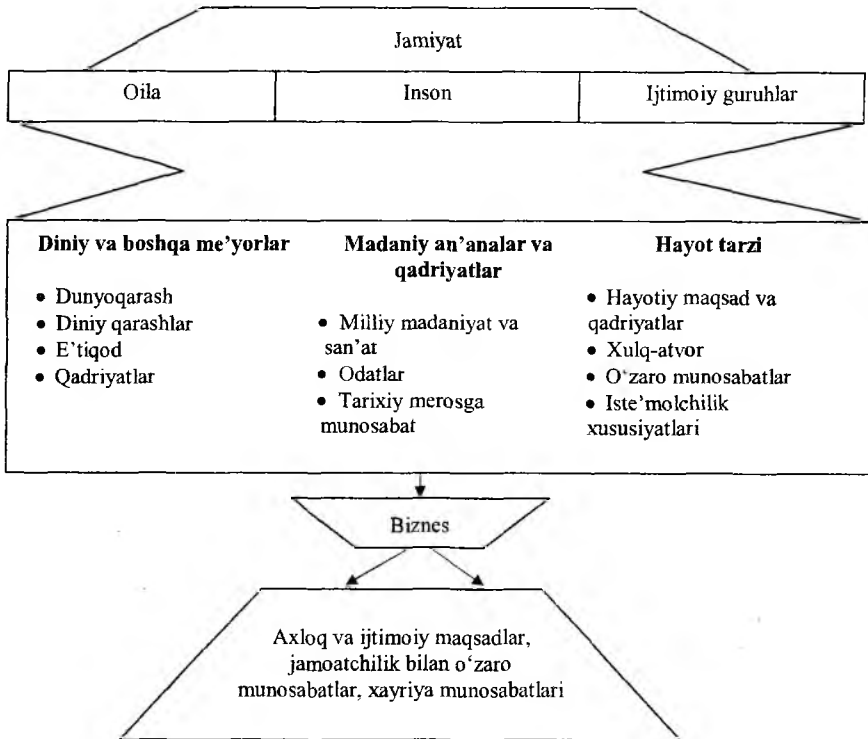 Jamiyat
Oila
Inson
Ijtimoiy guruhlar
Diniy va boshqa me’yorlar
• Dunyoqarash
• Diniy qarashlar
• E’tiqod
• Qadriyatlar
Madaniy an’analar va
qadriyatlar
• Milliy madaniyat va
san’at
• Odatlar
• Tarixiy merosga
munosabat
Hayot tarzi
• Hayotiy maqsad va
qadriyatlar
• Xulq-atvor
• O‘zaro munosabatlar
• Iste’molchilik
xususiyatlari
Biznes
Axloq va ijtimoiy maqsadlar,
jamoatchilik bilan o‘zaro
munosabatlar, xayriya munosabatlari